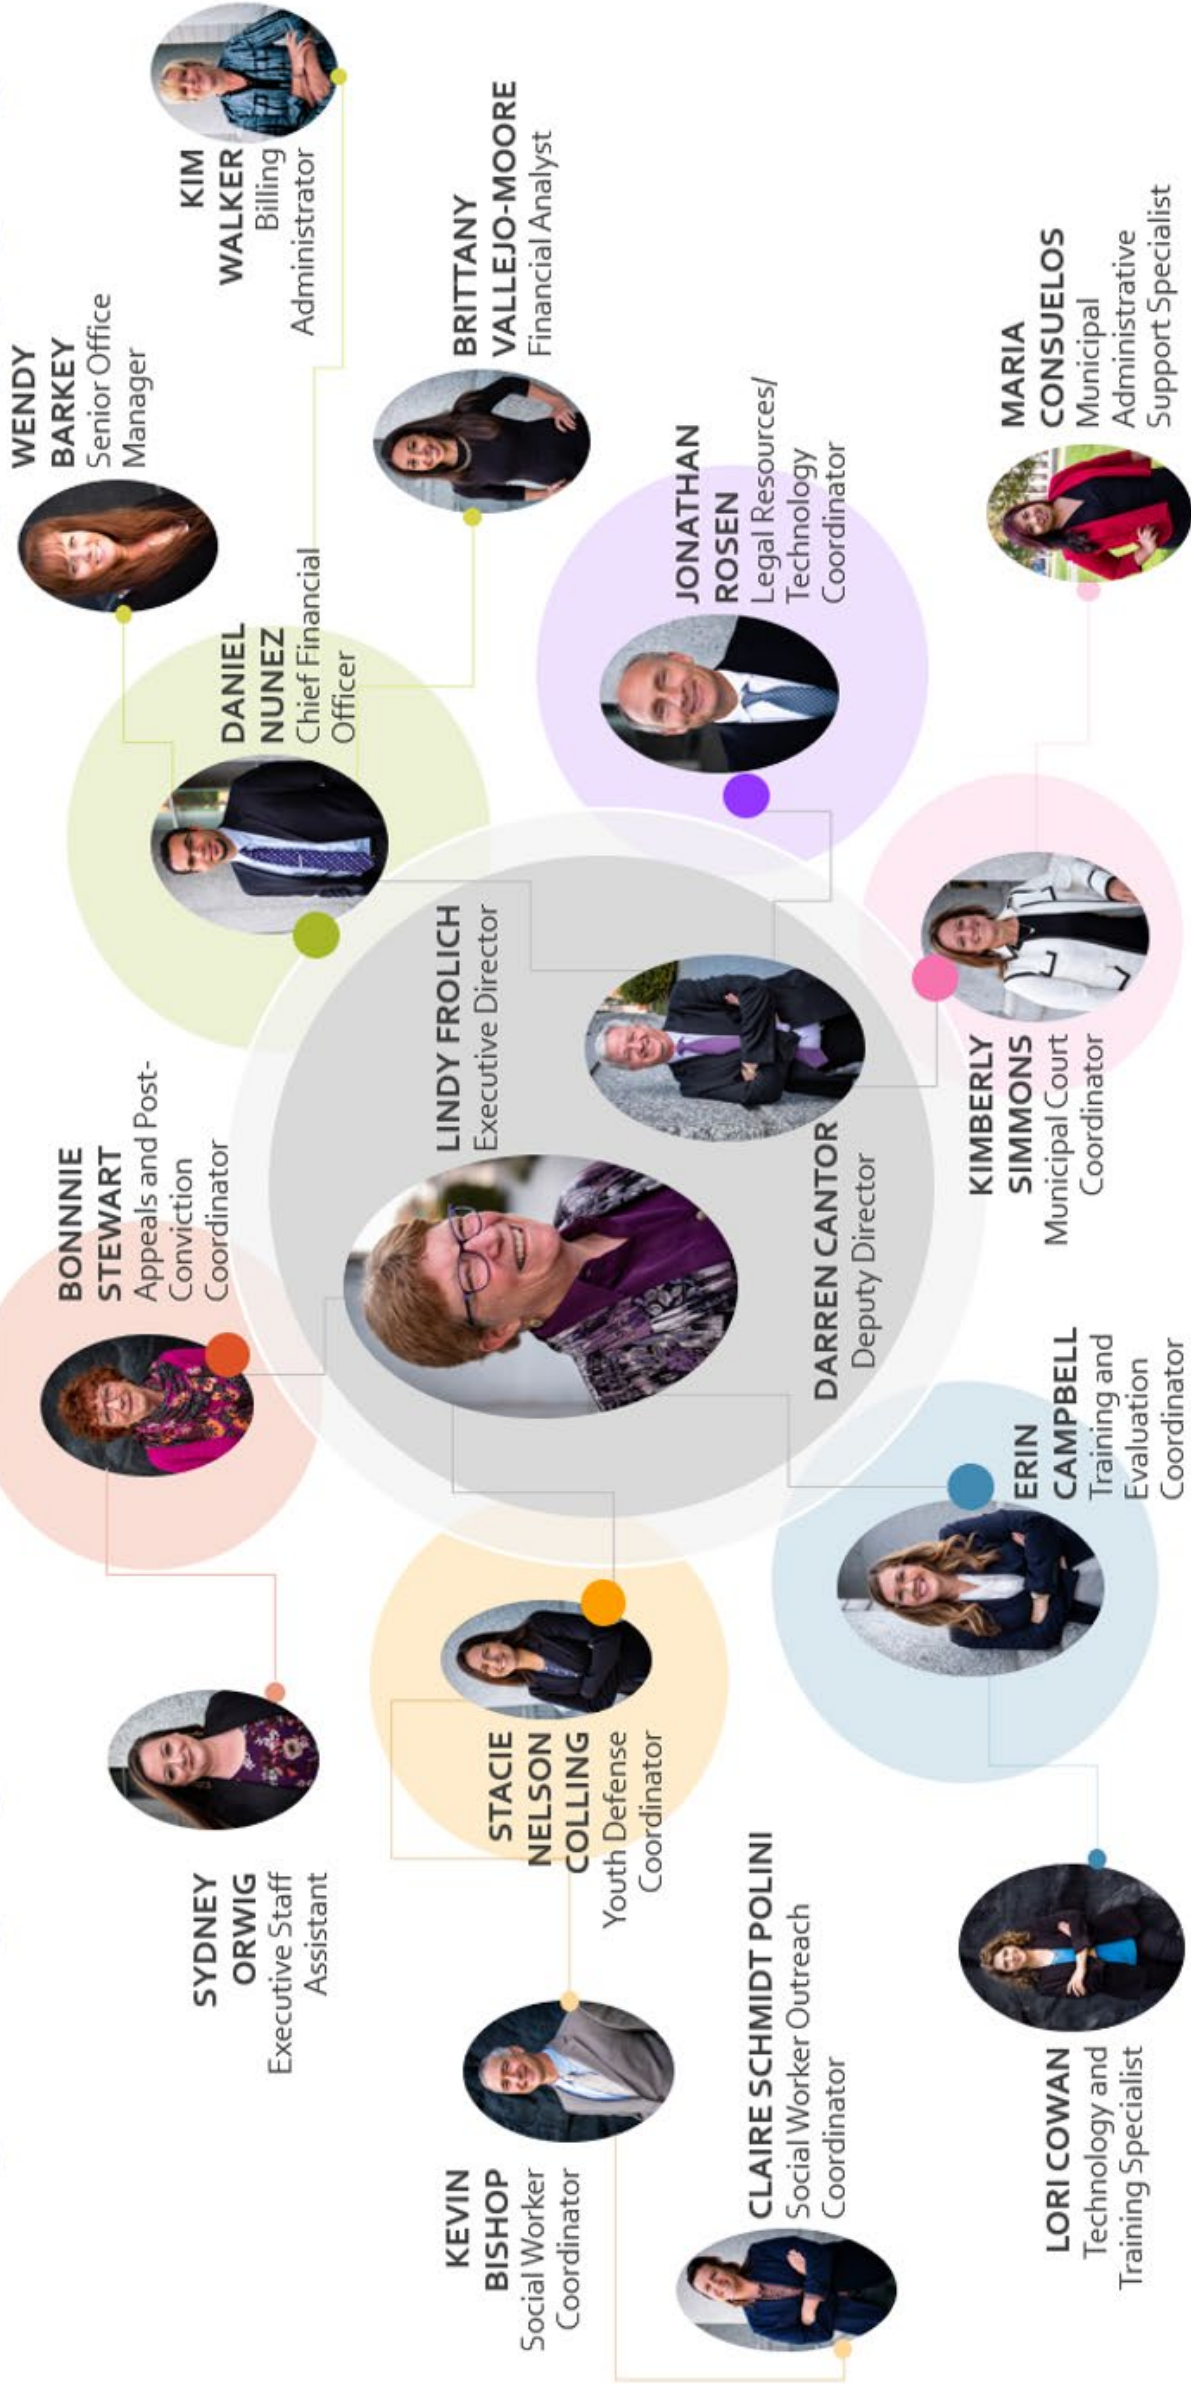 SYDNEY
ORWIG
Executive Staff
Assistant
BONNNIE
STEWART
Appeals and Post-
Conviction
Coordinator
DANIEL
NUNEZ
Chief Financial
Officer
WENDY
BARKEY
Senior Office
Manager
KIM
WALKER
Billing
Administrator
KEVIN
BISHOP
Social Worker
Coordinator
STACIE
NELSON
COLLING
Youth Defense
Coordinator
LINDY FROLICH
Executive Director
BRITTANY
VALLEJO-MOORE
Financial Analyst
CLAIRE SCHMIDT POLINI
Social Worker Outreach
Coordinator
DARREN CANTOR
Deputy Director
JONATHAN
ROSEN
Legal Resources/
Technology
Coordinator
LORI COWAN
Technology and
Training Specialist
ERIN
CAMPBELL
Training and
Evaluation
Coordinator
KIMBERLY
SIMMONS
Municipal Court
Coordinator
MARIA
CONSUELOS
Municipal
Administrative
Support Specialist